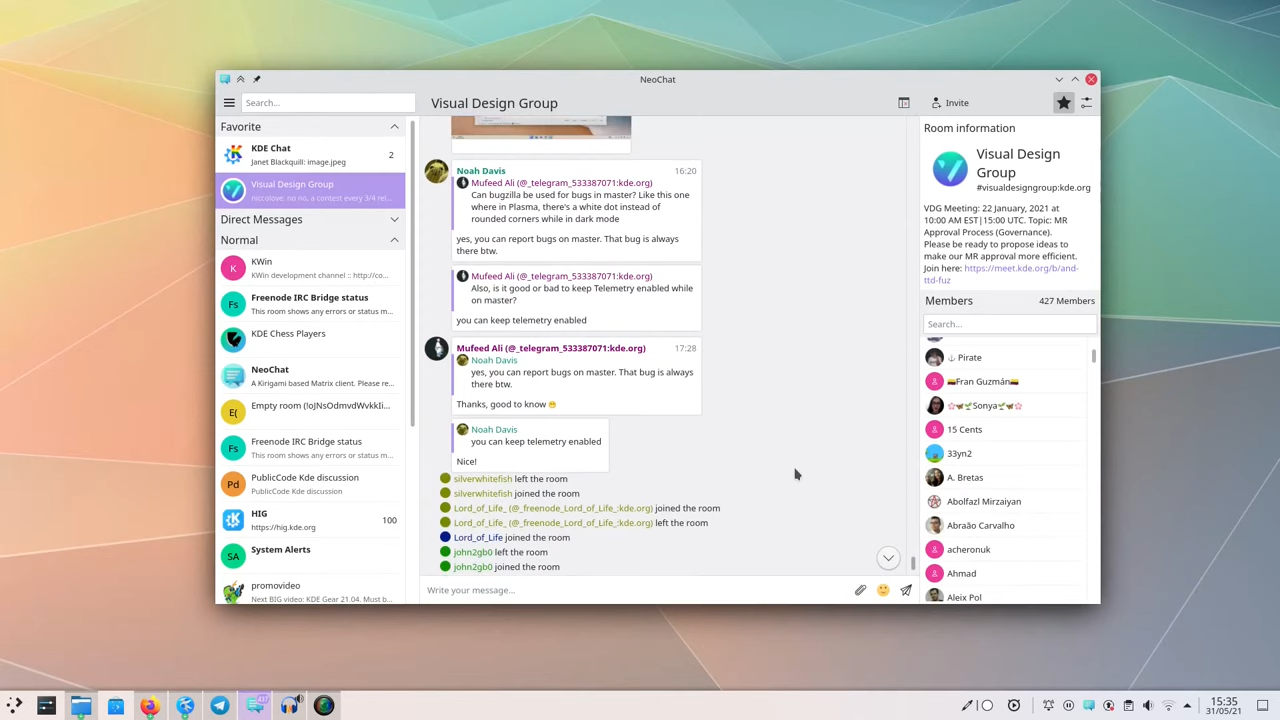 NeoChat
Search...
Visual Design Group
Invite
Favorite
KDE Chat
Janet Blackquill: image.jpeg
2
Visual Design Group
niccolove: no no, a contest every 3/4 rel...
Direct Messages
Normal
K
KWin
KWin development channel :: http://co...
Fs
Freenode IRC Bridge status
This room shows any errors or status m...
KDE Chess Players
NeoChat
A Kirigami based Matrix client. Please re...
E(
Empty room (!oJNsOdmvdWvkkIi...
Fs
Freenode IRC Bridge status
This room shows any errors or status m...
Pd
PublicCode Kde discussion
PublicCode Kde discussion
HIG
https://hig.kde.org
100
SA
System Alerts
promovideo
Next BIG video: KDE Gear 21.04. Must b...
Noah Davis
16:20
Mufeed Ali (@_telegram_533387071:kde.org)
Can bugzilla be used for bugs in master? Like this one
where in Plasma, there's a white dot instead of
rounded corners while in dark mode
yes, you can report bugs on master. That bug is always
there btw.
Mufeed Ali (@_telegram_533387071:kde.org)
Also, is it good or bad to keep Telemetry enabled while
on master?
you can keep telemetry enabled
Mufeed Ali (@_telegram_533387071:kde.org)
17:28
Noah Davis
yes, you can report bugs on master. That bug is always
there btw.
Thanks, good to know 😁
Noah Davis
you can keep telemetry enabled
Nice!
silverwhitefish left the room
silverwhitefish joined the room
Lord_of_Life_ (@_freenode_Lord_of_Life_:kde.org) joined the room
Lord_of_Life_ (@_freenode_Lord_of_Life_:kde.org) left the room
Lord_of_Life joined the room
john2gb0 left the room
john2gb0 joined the room
Write your message...
Room information
Visual Design
Group
#visualdesigngroup:kde.org
VDG Meeting: 22 January, 2021 at
10:00 AM EST|15:00 UTC. Topic: MR
Approval Process (Governance).
Please be ready to propose ideas to
make our MR approval more efficient.
Join here: https://meet.kde.org/b/and-
ttd-fuz
Members
427 Members
Search...
⚓ Pirate
🇨🇴Fran Guzmán🇨🇴
🌸🦋🌱Sonya🌱🦋🌸
15 Cents
33yn2
A. Bretas
Abolfazl Mirzaiyan
Abraão Carvalho
acheronuk
Ahmad
Aleix Pol
15:35
31/05/21